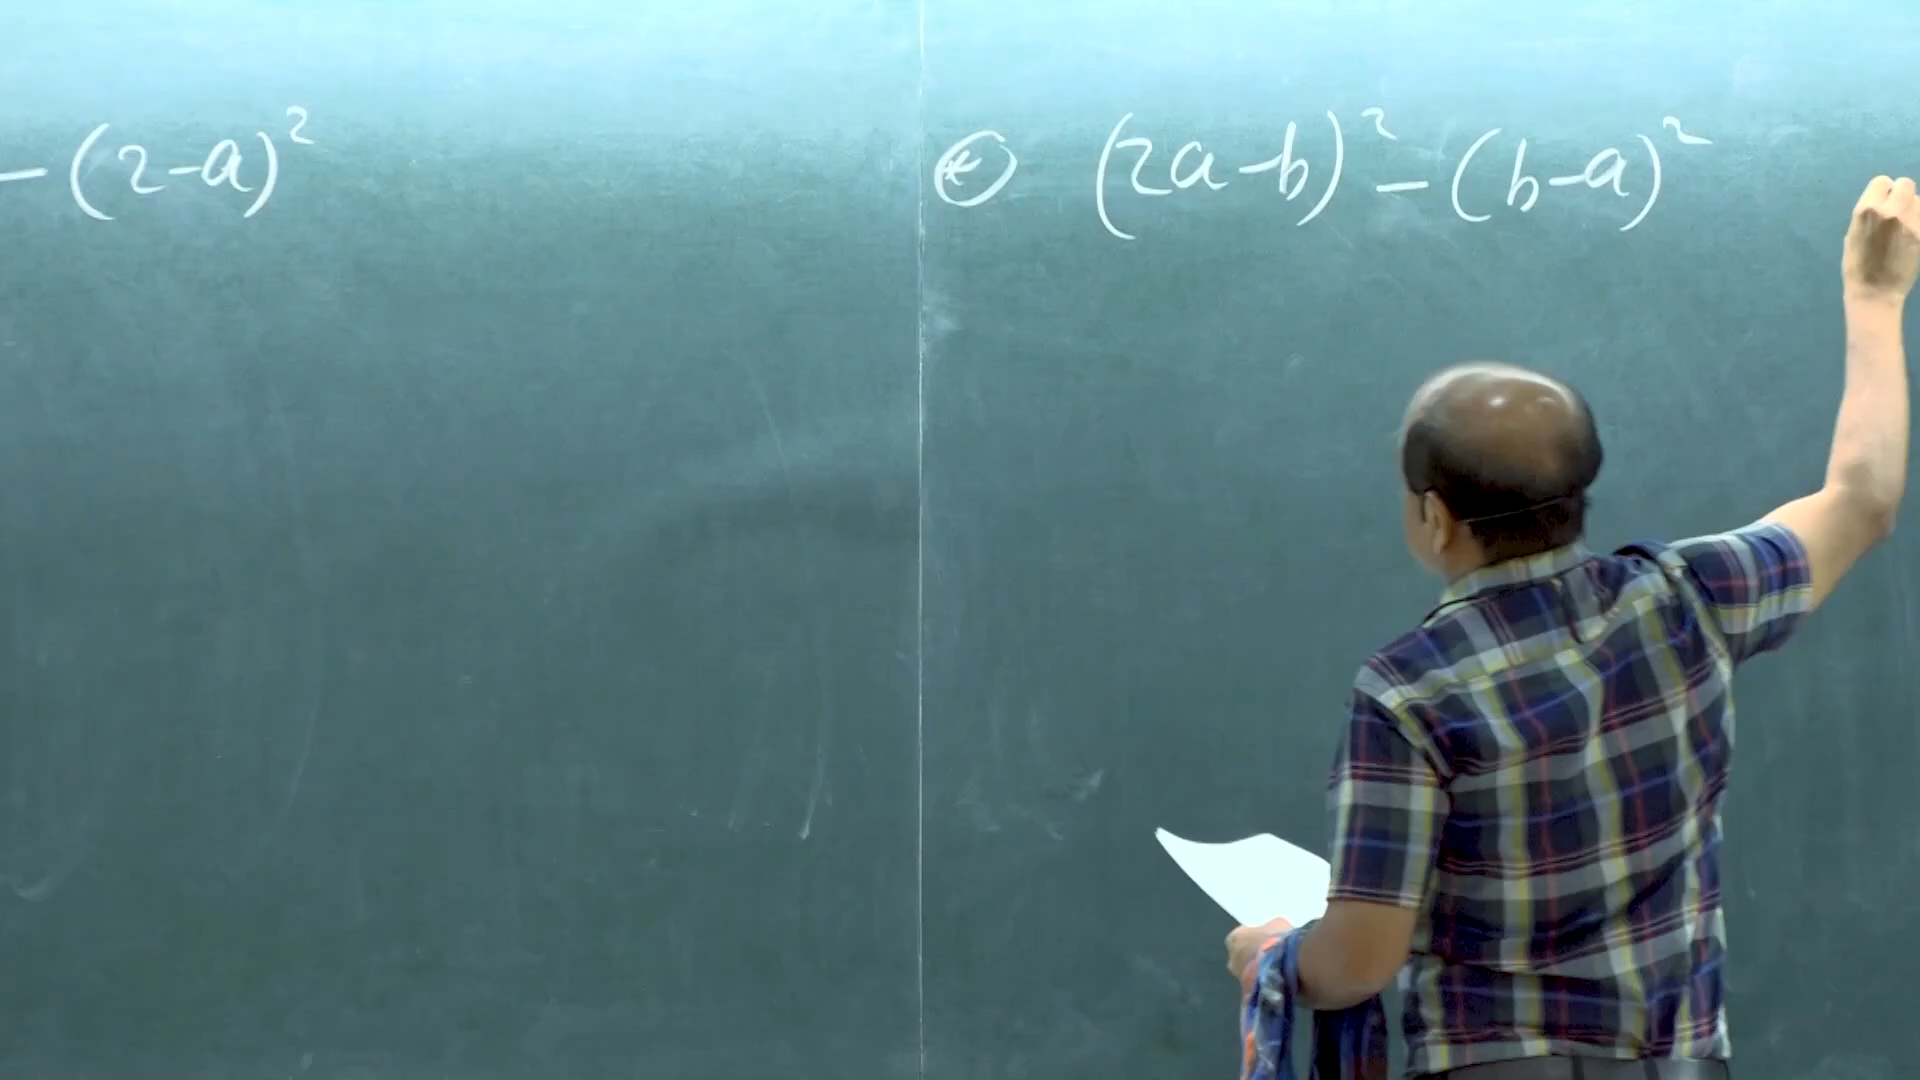 - (2-a)²
(*) (2a-b)² - (b-a)²